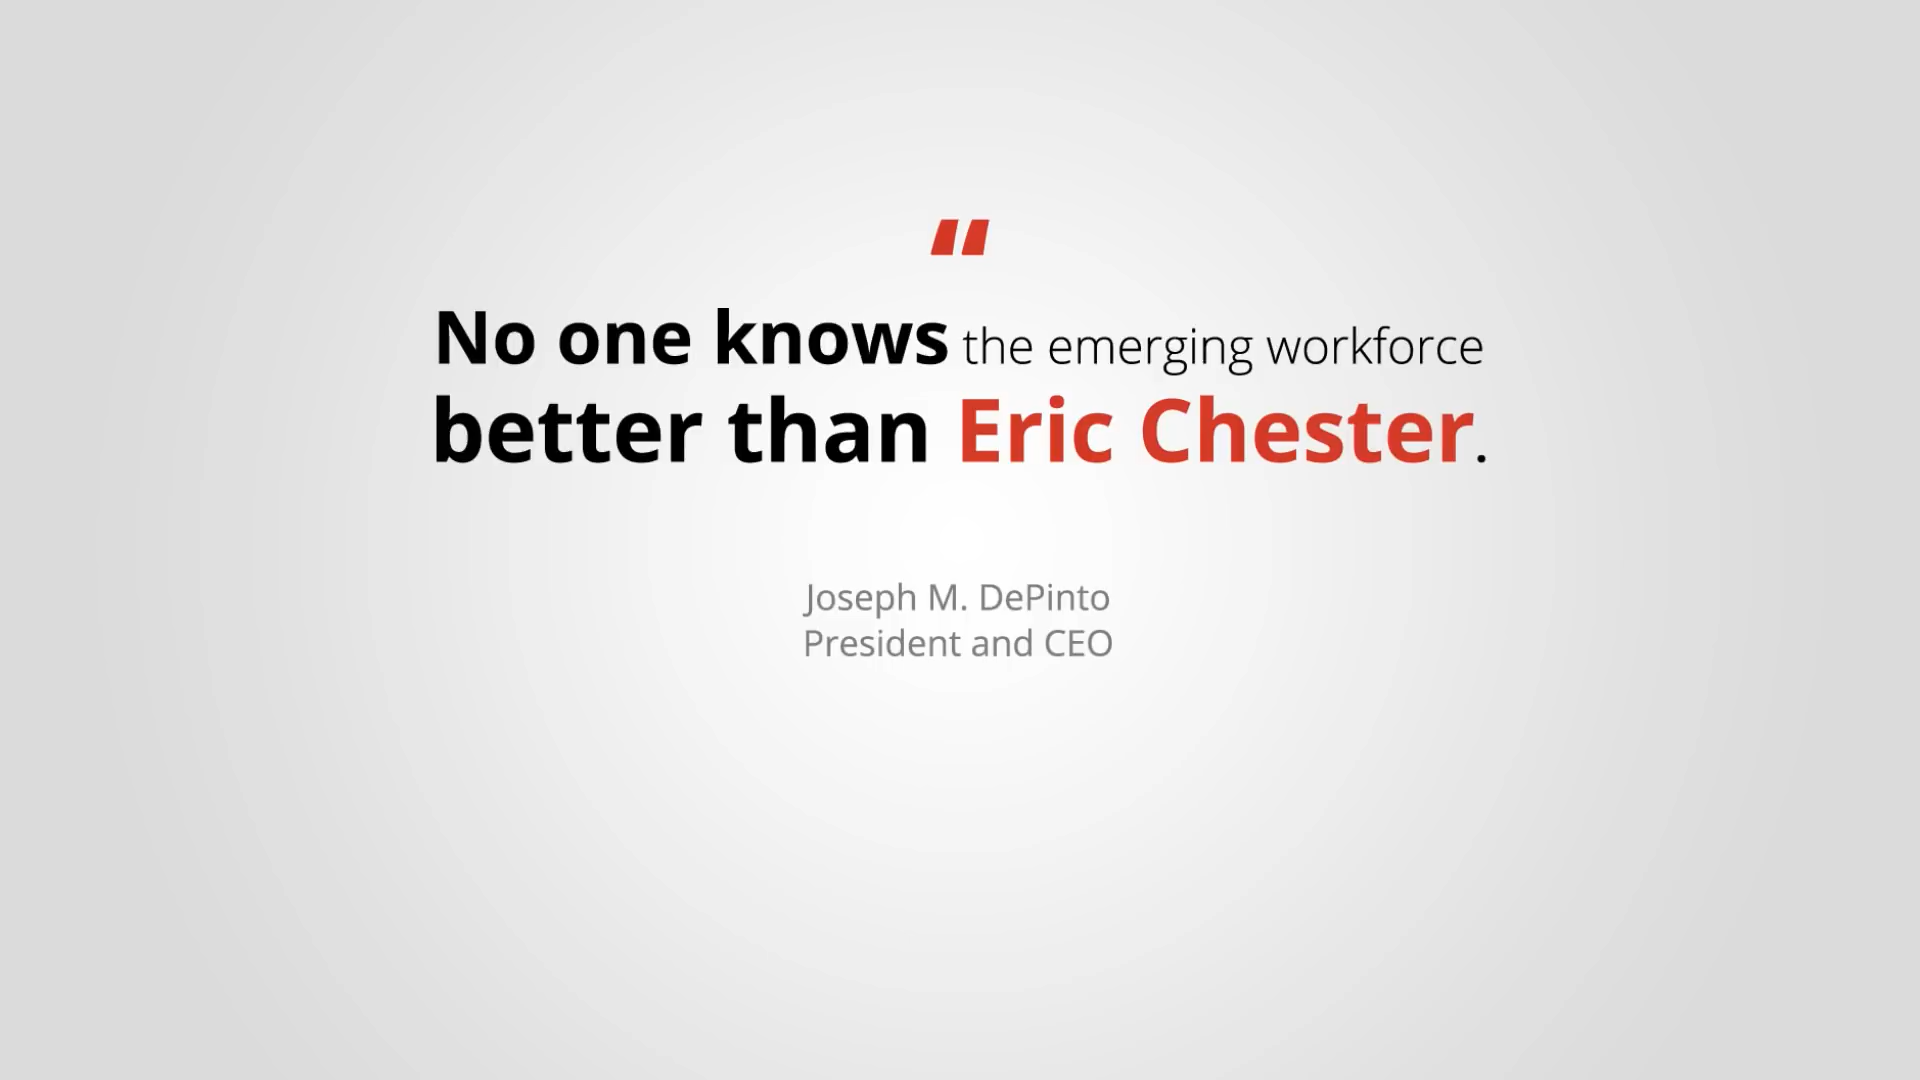 “
No one knows the emerging workforce
better than Eric Chester.
Joseph M. DePinto
President and CEO